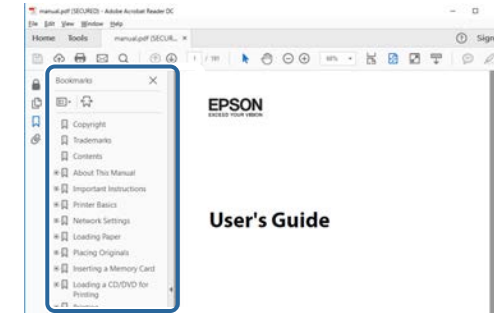 manual.pdf (SECURED) - Adobe Acrobat Reader DC
File Edit View Window Help
Home Tools manual.pdf (SECUR... × Sign
1 / 191
Bookmarks
Copyright
Trademarks
Contents
About This Manual
Important Instructions
Printer Basics
Network Settings
Loading Paper
Placing Originals
Inserting a Memory Card
Loading a CD/DVD for
Printing
EPSON
EXCEED YOUR VISION
User's Guide